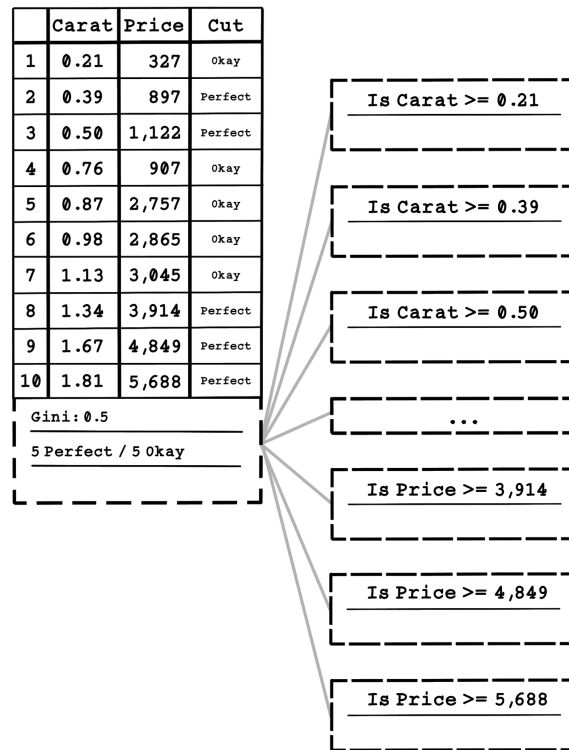 Carat Price Cut
1 0.21 327 Okay
2 0.39 897 Perfect
3 0.50 1,122 Perfect
4 0.76 907 Okay
5 0.87 2,757 Okay
6 0.98 2,865 Okay
7 1.13 3,045 Okay
8 1.34 3,914 Perfect
9 1.67 4,849 Perfect
10 1.81 5,688 Perfect
Gini: 0.5
5 Perfect / 5 Okay
Is Carat >= 0.21
Is Carat >= 0.39
Is Carat >= 0.50
...
Is Price >= 3,914
Is Price >= 4,849
Is Price >= 5,688